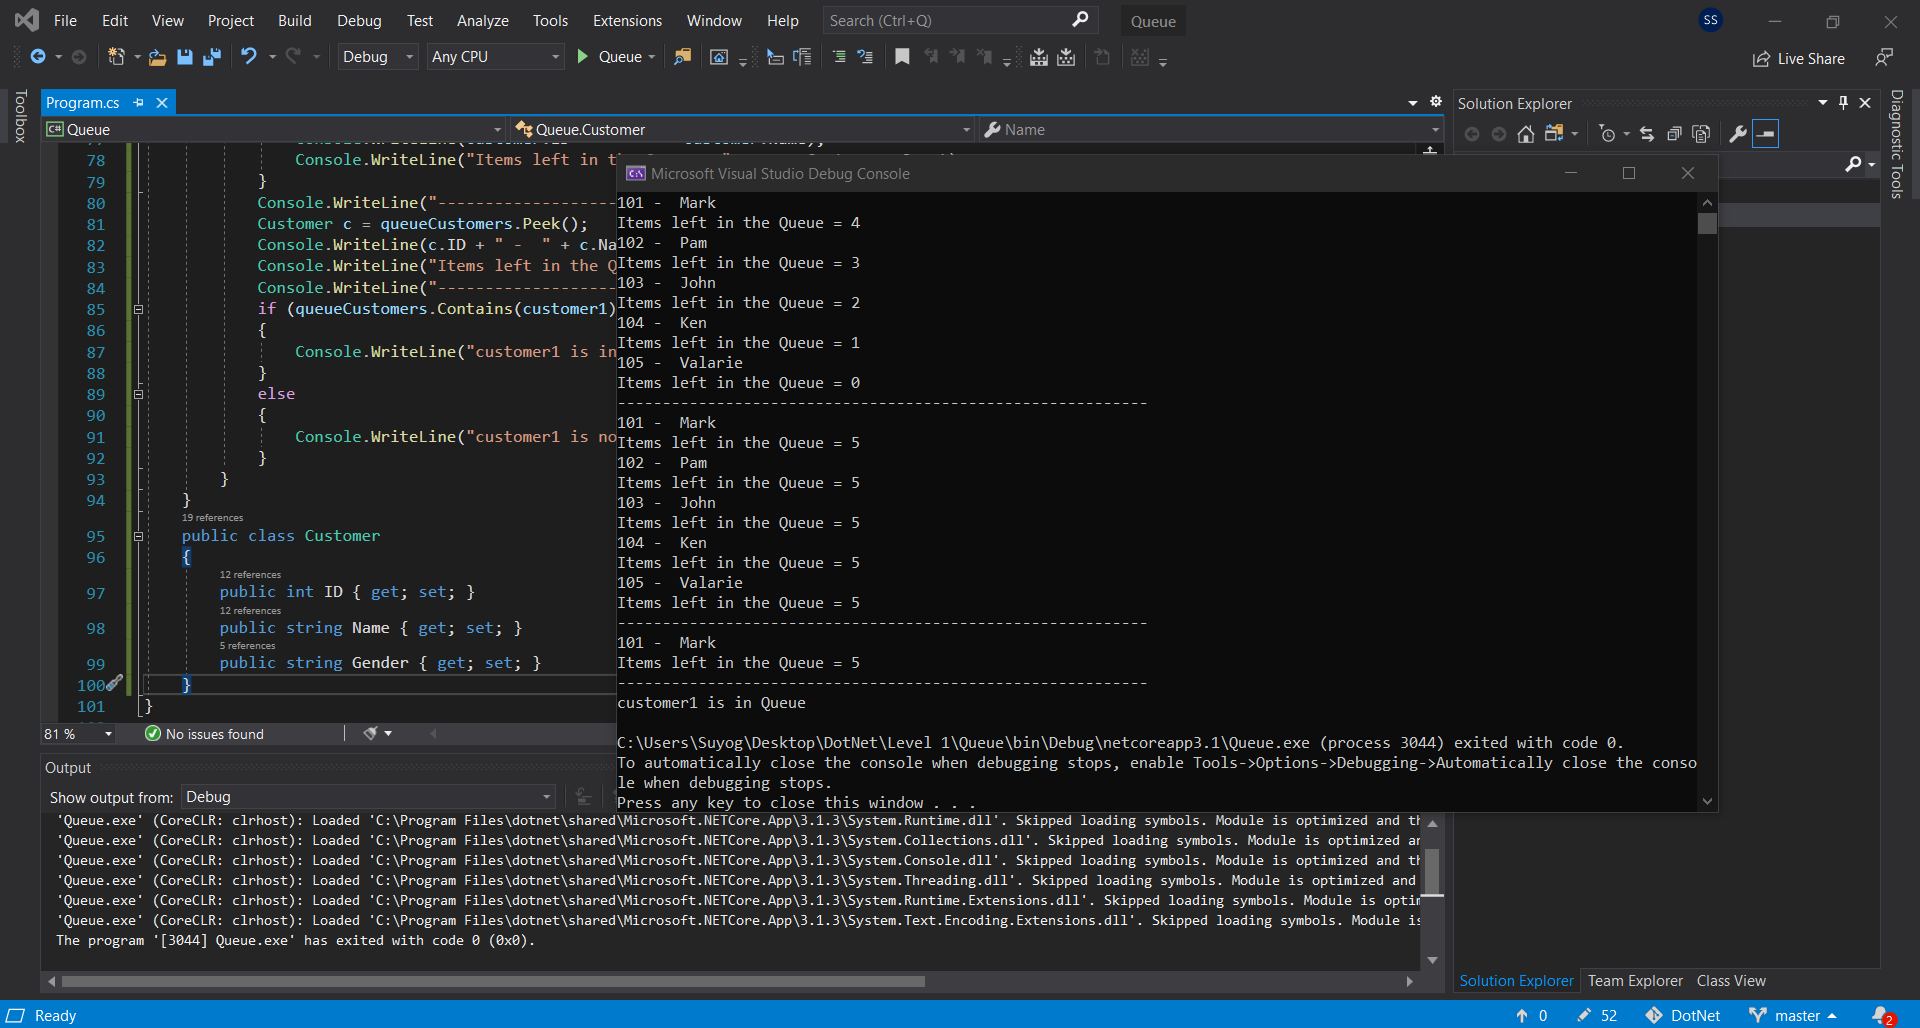 File Edit View Project Build Debug Test Analyze Tools Extensions Window Help Search (Ctrl+Q) Queue SS
Debug Any CPU Queue Live Share
Toolbox
Program.cs
Queue Queue.Customer Name
78 Console.WriteLine("Items left in t
79 }
80 Console.WriteLine("-------------------
81 Customer c = queueCustomers.Peek();
82 Console.WriteLine(c.ID + " -  " + c.Na
83 Console.WriteLine("Items left in the Q
84 Console.WriteLine("-------------------
85 if (queueCustomers.Contains(customer1)
86 {
87 Console.WriteLine("customer1 is in
88 }
89 else
90 {
91 Console.WriteLine("customer1 is no
92 }
93 }
94 }
19 references
95 public class Customer
96 {
12 references
97 public int ID { get; set; }
12 references
98 public string Name { get; set; }
5 references
99 public string Gender { get; set; }
100 }
101 }
81 % No issues found
Microsoft Visual Studio Debug Console
101 -  Mark
Items left in the Queue = 4
102 -  Pam
Items left in the Queue = 3
103 -  John
Items left in the Queue = 2
104 -  Ken
Items left in the Queue = 1
105 -  Valarie
Items left in the Queue = 0
-----------------------------------------------------------
101 -  Mark
Items left in the Queue = 5
102 -  Pam
Items left in the Queue = 5
103 -  John
Items left in the Queue = 5
104 -  Ken
Items left in the Queue = 5
105 -  Valarie
Items left in the Queue = 5
-----------------------------------------------------------
101 -  Mark
Items left in the Queue = 5
-----------------------------------------------------------
customer1 is in Queue
C:\Users\Suyog\Desktop\DotNet\Level 1\Queue\bin\Debug\netcoreapp3.1\Queue.exe (process 3044) exited with code 0.
To automatically close the console when debugging stops, enable Tools->Options->Debugging->Automatically close the conso
le when debugging stops.
Press any key to close this window . . .
Output
Show output from: Debug
'Queue.exe' (CoreCLR: clrhost): Loaded 'C:\Program Files\dotnet\shared\Microsoft.NETCore.App\3.1.3\System.Runtime.dll'. Skipped loading symbols. Module is optimized and th
'Queue.exe' (CoreCLR: clrhost): Loaded 'C:\Program Files\dotnet\shared\Microsoft.NETCore.App\3.1.3\System.Collections.dll'. Skipped loading symbols. Module is optimized an
'Queue.exe' (CoreCLR: clrhost): Loaded 'C:\Program Files\dotnet\shared\Microsoft.NETCore.App\3.1.3\System.Console.dll'. Skipped loading symbols. Module is optimized and th
'Queue.exe' (CoreCLR: clrhost): Loaded 'C:\Program Files\dotnet\shared\Microsoft.NETCore.App\3.1.3\System.Threading.dll'. Skipped loading symbols. Module is optimized and
'Queue.exe' (CoreCLR: clrhost): Loaded 'C:\Program Files\dotnet\shared\Microsoft.NETCore.App\3.1.3\System.Runtime.Extensions.dll'. Skipped loading symbols. Module is optim
'Queue.exe' (CoreCLR: clrhost): Loaded 'C:\Program Files\dotnet\shared\Microsoft.NETCore.App\3.1.3\System.Text.Encoding.Extensions.dll'. Skipped loading symbols. Module is
The program '[3044] Queue.exe' has exited with code 0 (0x0).
Solution Explorer
Diagnostic Tools
Solution Explorer Team Explorer Class View
Ready 0 52 DotNet master 2